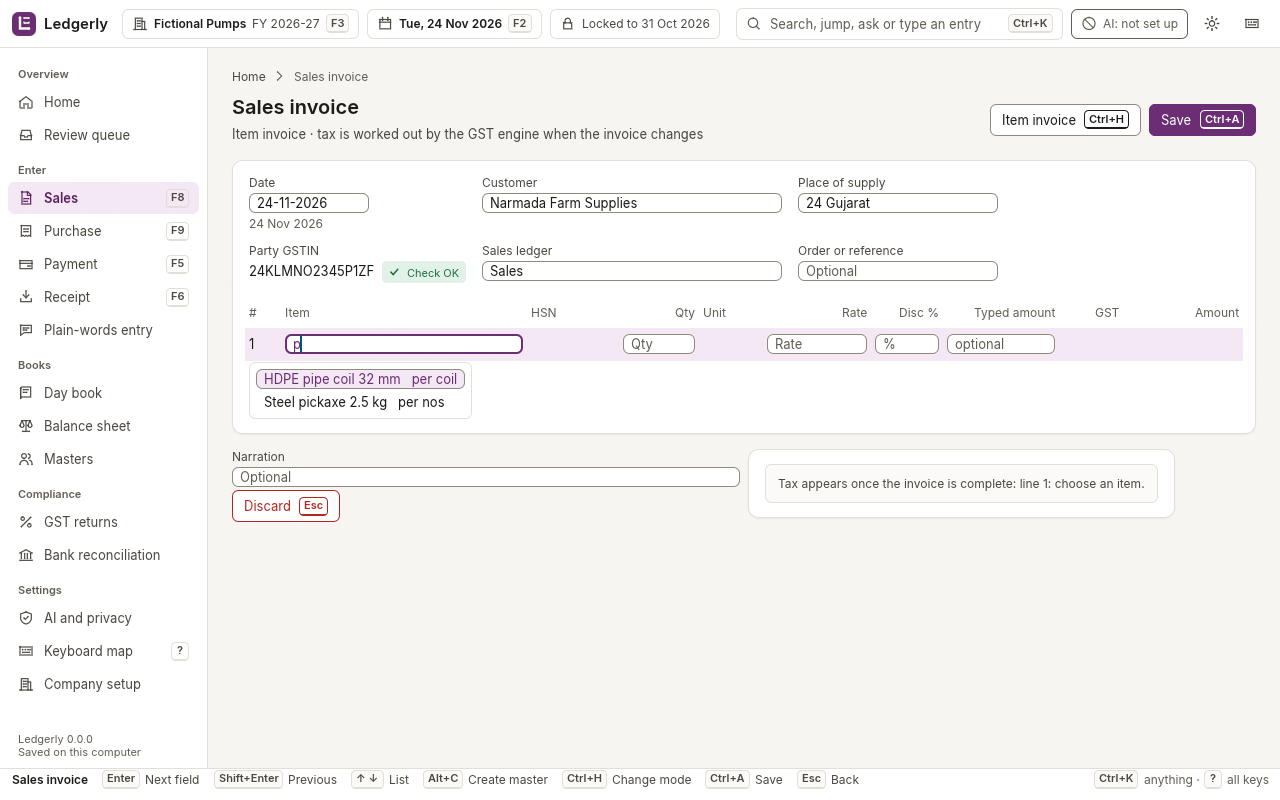 Ledgerly
Fictional Pumps FY 2026-27 F3
Tue, 24 Nov 2026 F2
Locked to 31 Oct 2026
Search, jump, ask or type an entry Ctrl+K
AI: not set up
Overview
Home
Review queue
Enter
Sales F8
Purchase F9
Payment F5
Receipt F6
Plain-words entry
Books
Day book
Balance sheet
Masters
Compliance
GST returns
Bank reconciliation
Settings
AI and privacy
Keyboard map ?
Company setup
Ledgerly 0.0.0
Saved on this computer
Home > Sales invoice
Sales invoice
Item invoice · tax is worked out by the GST engine when the invoice changes
Item invoice Ctrl+H
Save Ctrl+A
Date Customer Place of supply
24-11-2026 Narmada Farm Supplies 24 Gujarat
24 Nov 2026
Party GSTIN Sales ledger Order or reference
24KLMNO2345P1ZF Check OK Sales Optional
# Item HSN Qty Unit Rate Disc % Typed amount GST Amount
1 p Qty Rate % optional
HDPE pipe coil 32 mm per coil
Steel pickaxe 2.5 kg per nos
Narration
Optional
Discard Esc
Tax appears once the invoice is complete: line 1: choose an item.
Sales invoice Enter Next field Shift+Enter Previous ↑ ↓ List Alt+C Create master Ctrl+H Change mode Ctrl+A Save Esc Back Ctrl+K anything · ? all keys